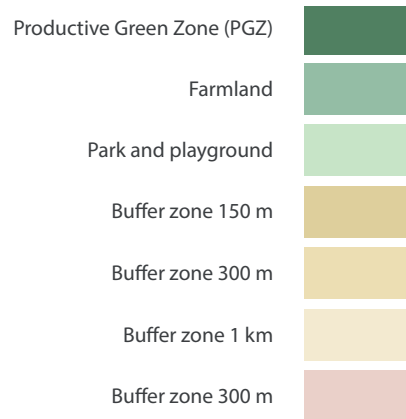 Productive Green Zone (PGZ)
Farmland
Park and playground
Buffer zone 150 m
Buffer zone 300 m
Buffer zone 1 km
Buffer zone 300 m